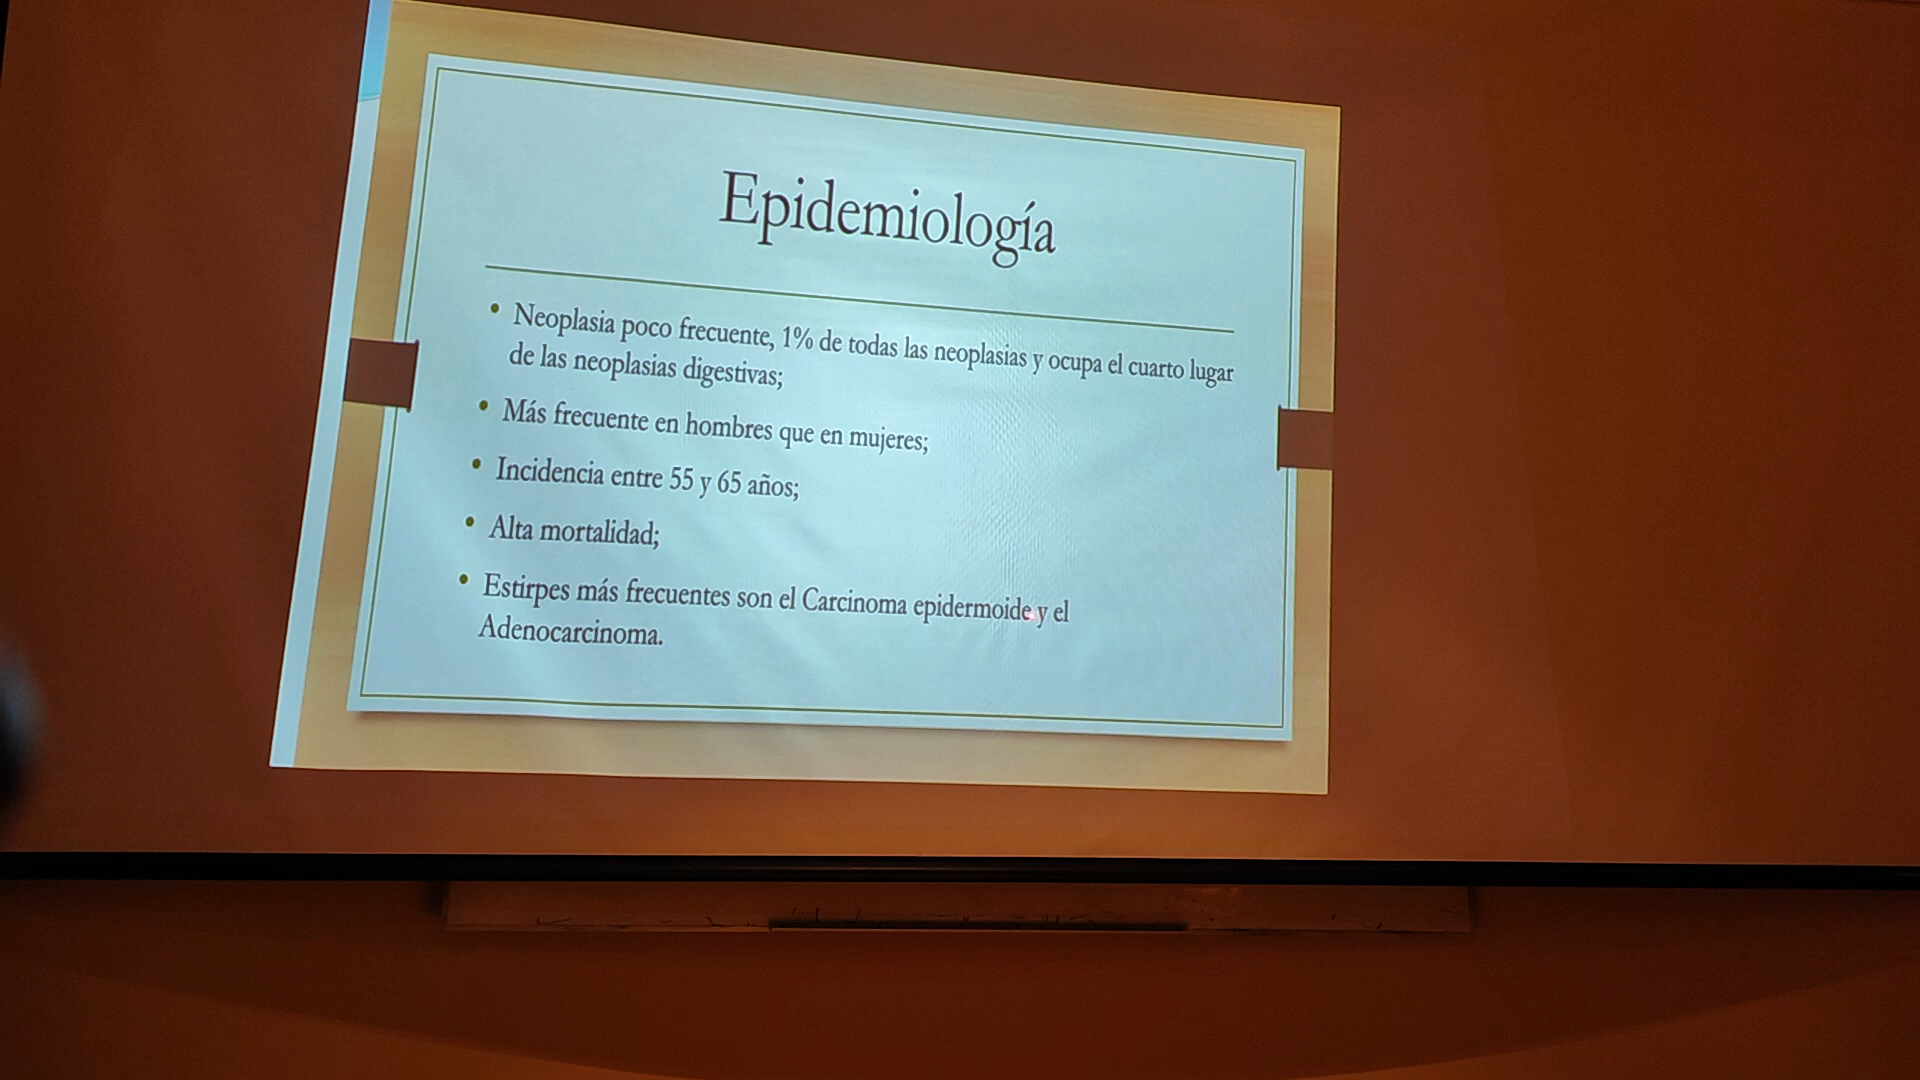 Epidemiología
• Neoplasia poco frecuente, 1% de todas las neoplasias y ocupa el cuarto lugar
de las neoplasias digestivas;
• Más frecuente en hombres que en mujeres;
• Incidencia entre 55 y 65 años;
• Alta mortalidad;
• Estirpes más frecuentes son el Carcinoma epidermoide y el
Adenocarcinoma.